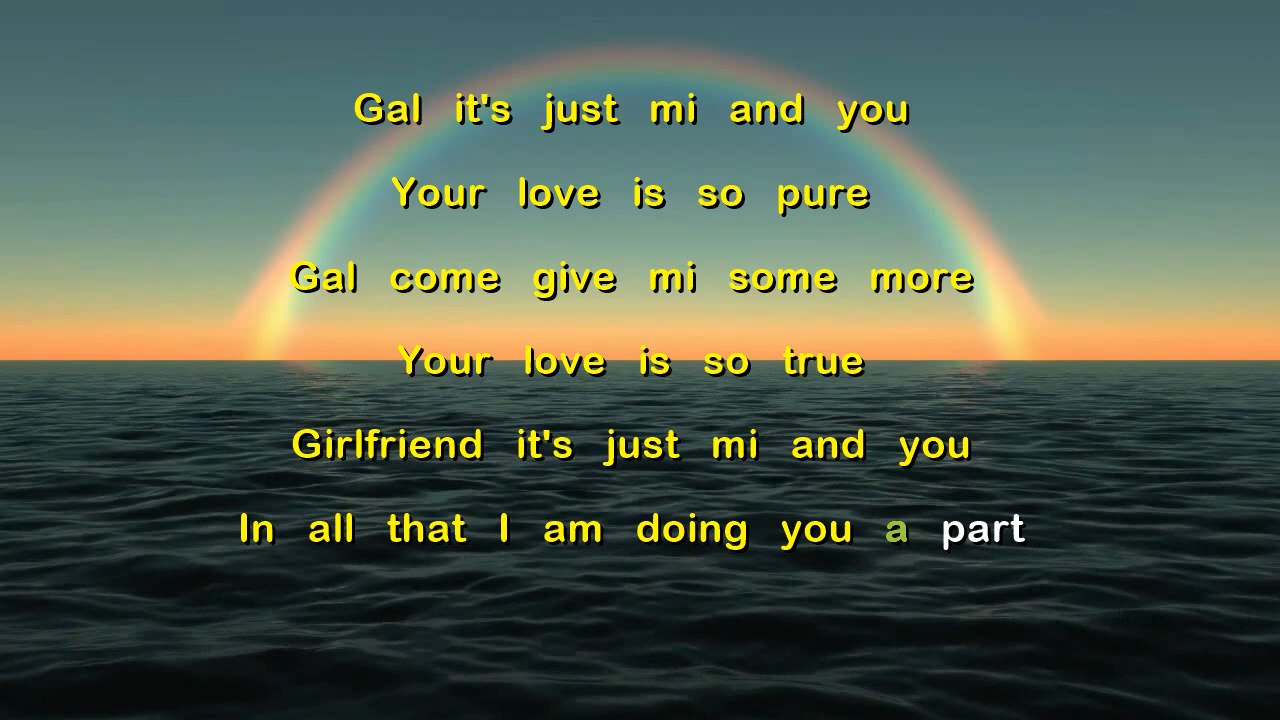 Gal it's just mi and you
Your love is so pure
Gal come give mi some more
Your love is so true
Girlfriend it's just mi and you
In all that I am doing you a part